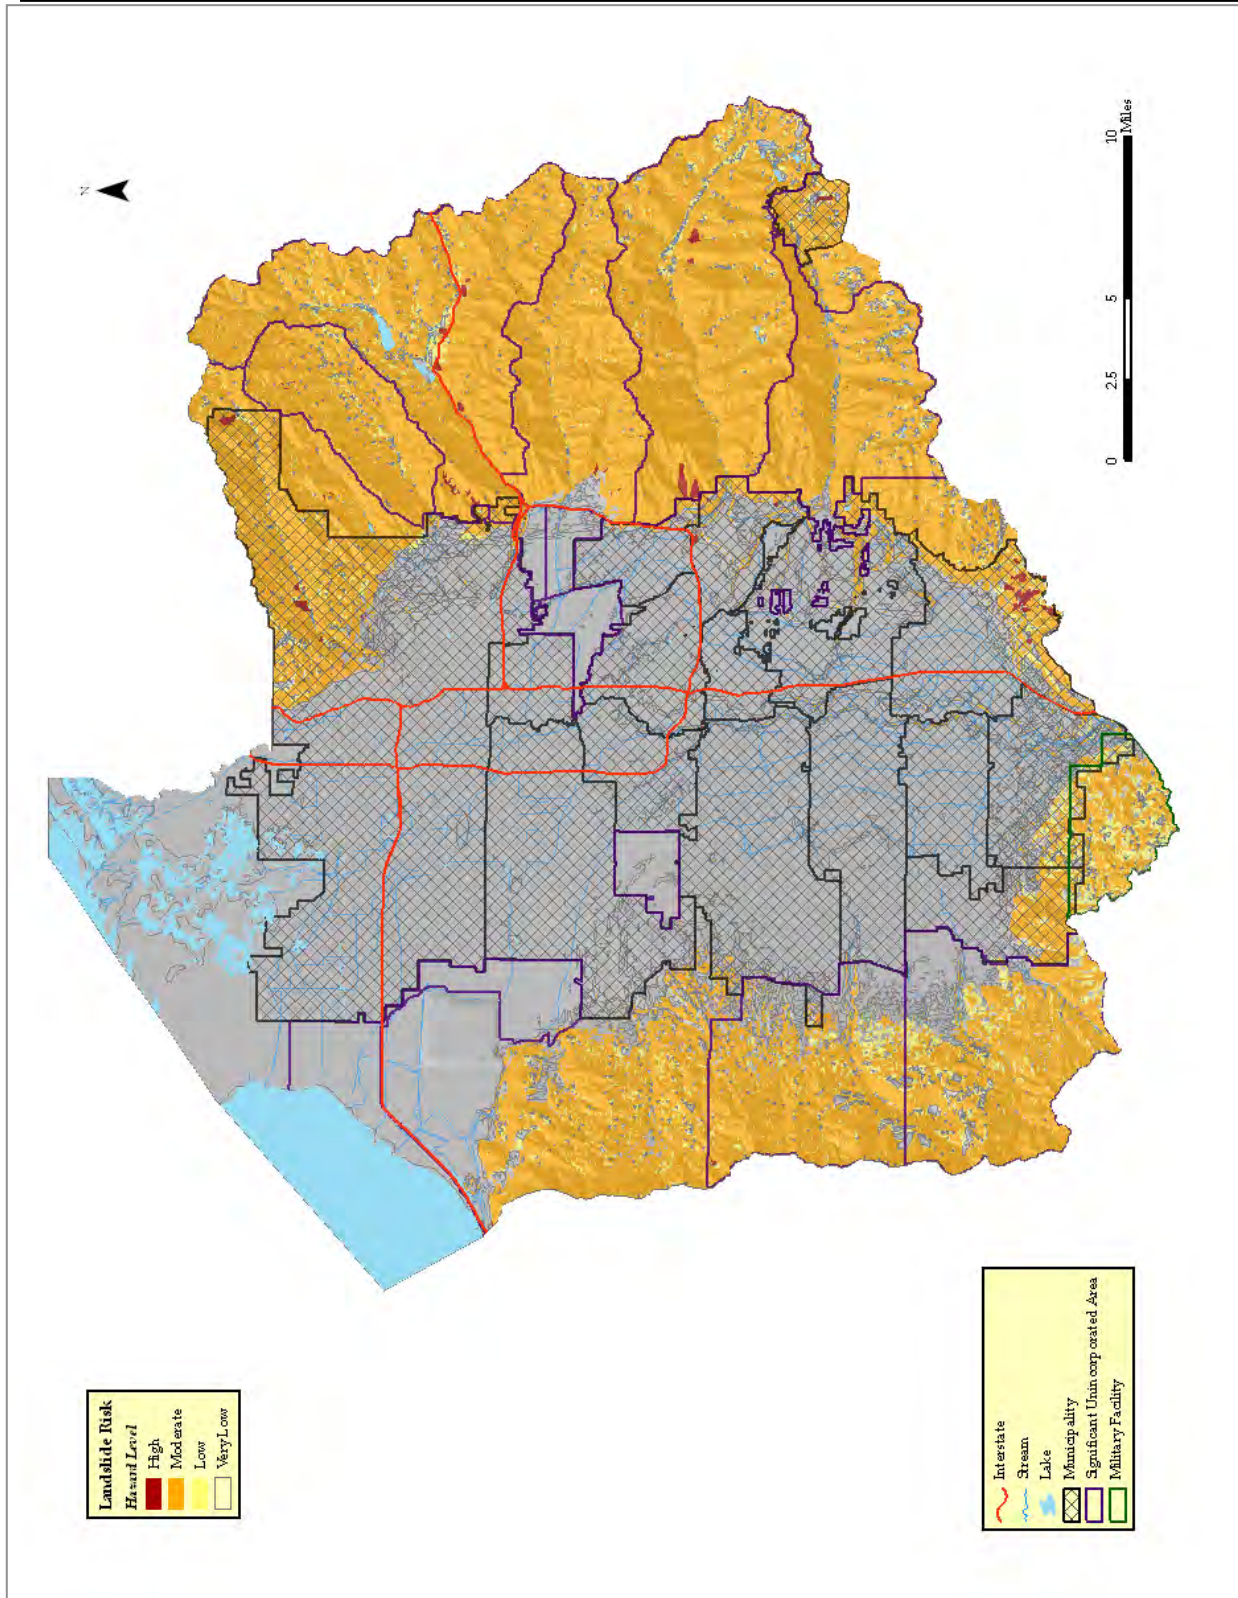 Landslide Risk
Hazard Level
High
Moderate
Low
Very Low
Interstate
Stream
Lake
Municipality
Significant Unincorporated Area
Military Facility
N
0
2.5
5
10
Miles